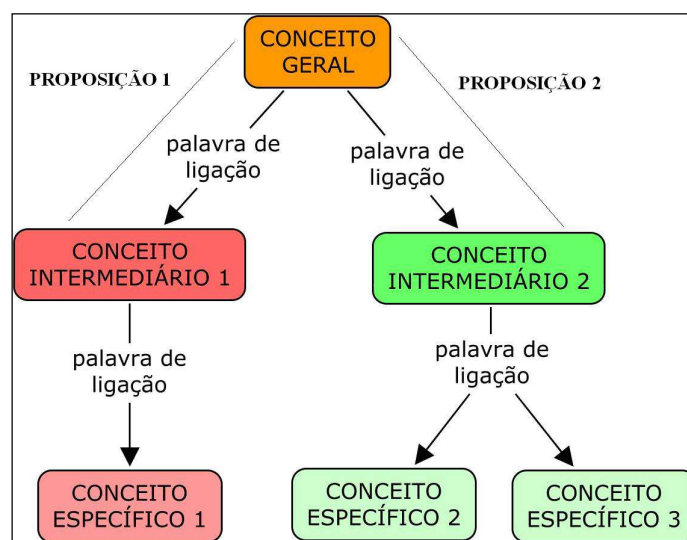 CONCEITO
GERAL
PROPOSIÇÃO 1
PROPOSIÇÃO 2
palavra de
ligação
palavra de
ligação
CONCEITO
INTERMEDIÁRIO 1
CONCEITO
INTERMEDIÁRIO 2
palavra de
ligação
palavra de
ligação
CONCEITO
ESPECÍFICO 1
CONCEITO
ESPECÍFICO 2
CONCEITO
ESPECÍFICO 3